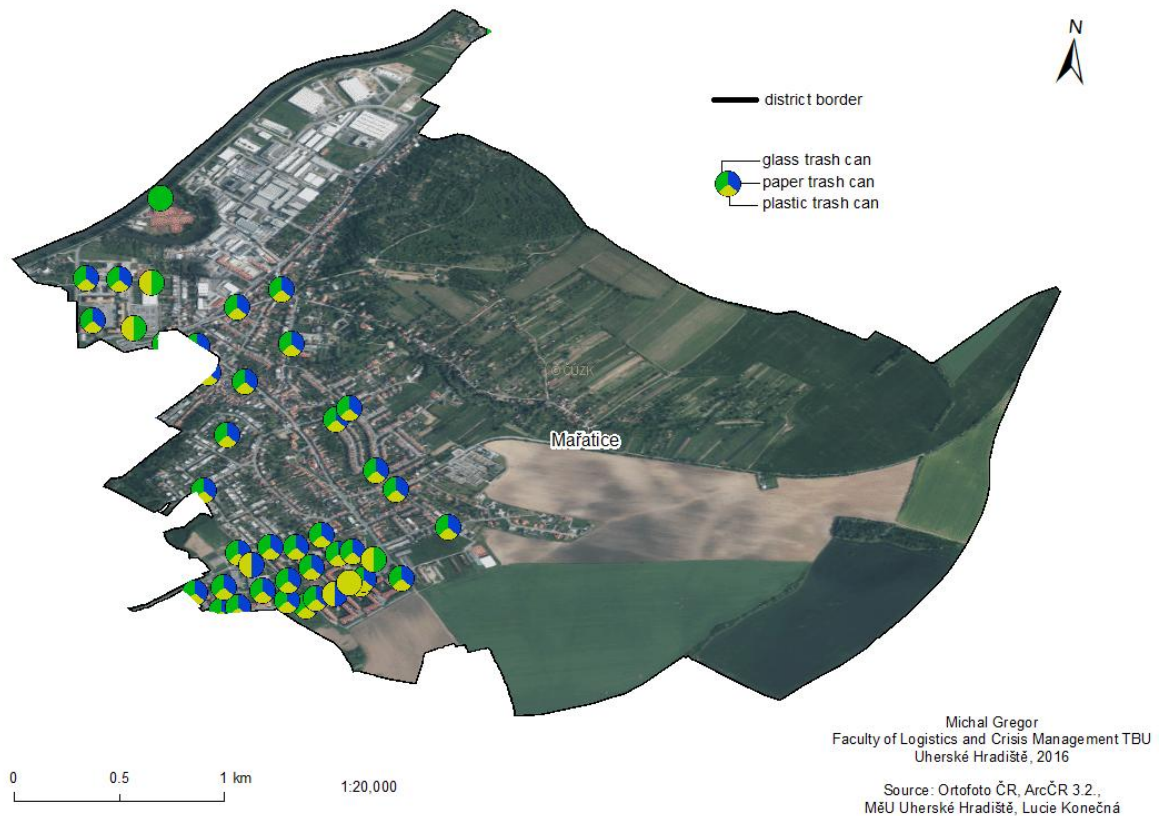 N
district border
glass trash can
paper trash can
plastic trash can
© ČÚZK
Mařatice
Michal Gregor
Faculty of Logistics and Crisis Management TBU
Uherské Hradiště, 2016
0 0.5 1 km
1:20,000
Source: Ortofoto ČR, ArcČR 3.2.,
MěU Uherské Hradiště, Lucie Konečná